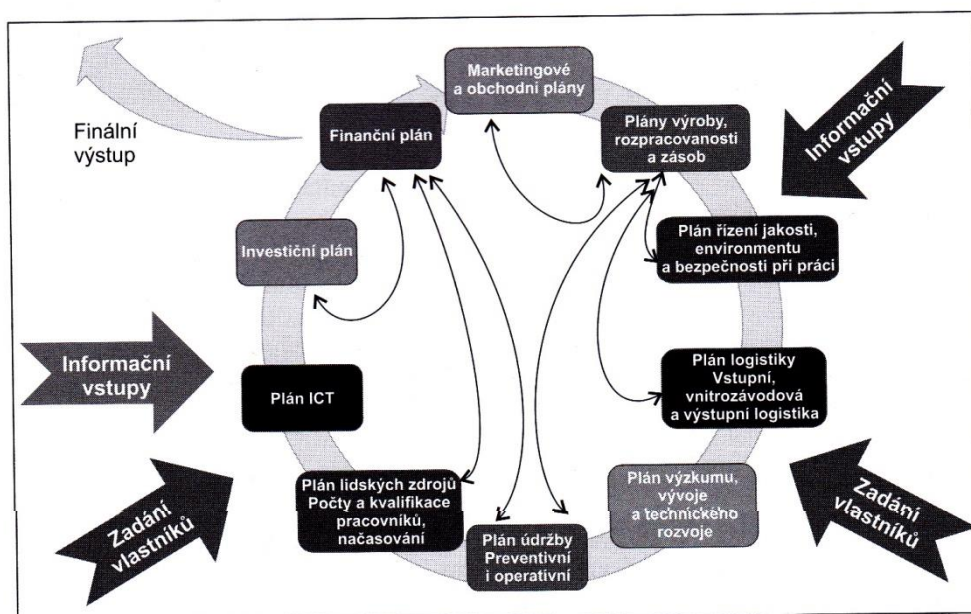 Marketingové
a obchodní plány
Finální
výstup
Finanční plán
Plány výroby,
rozpracovanosti
a zásob
Informační
vstupy
Investiční plán
Plán řízení jakosti,
environmentu
a bezpečnosti při práci
Informační
vstupy
Plán ICT
Plán logistiky
Vstupní,
vnitrozávodová
a výstupní logistika
Plán lidských zdrojů
Počty a kvalifikace
pracovníků,
načasování
Plán údržby
Preventivní
i operativní
Plán výzkumu,
vývoje
a technického
rozvoje
Zadání
vlastníků
Zadání
vlastníků